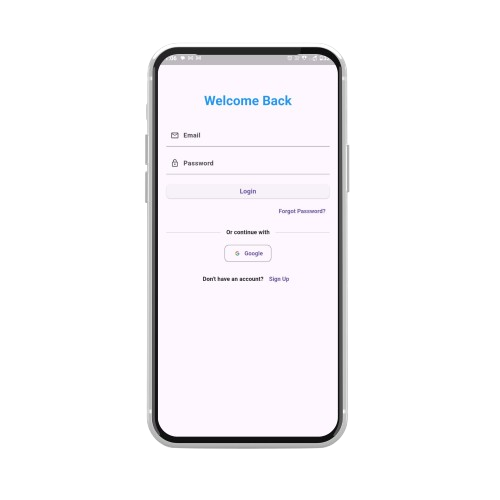 Welcome Back
Email
Password
Login
Forgot Password?
Or continue with
G Google
Don't have an account? Sign Up